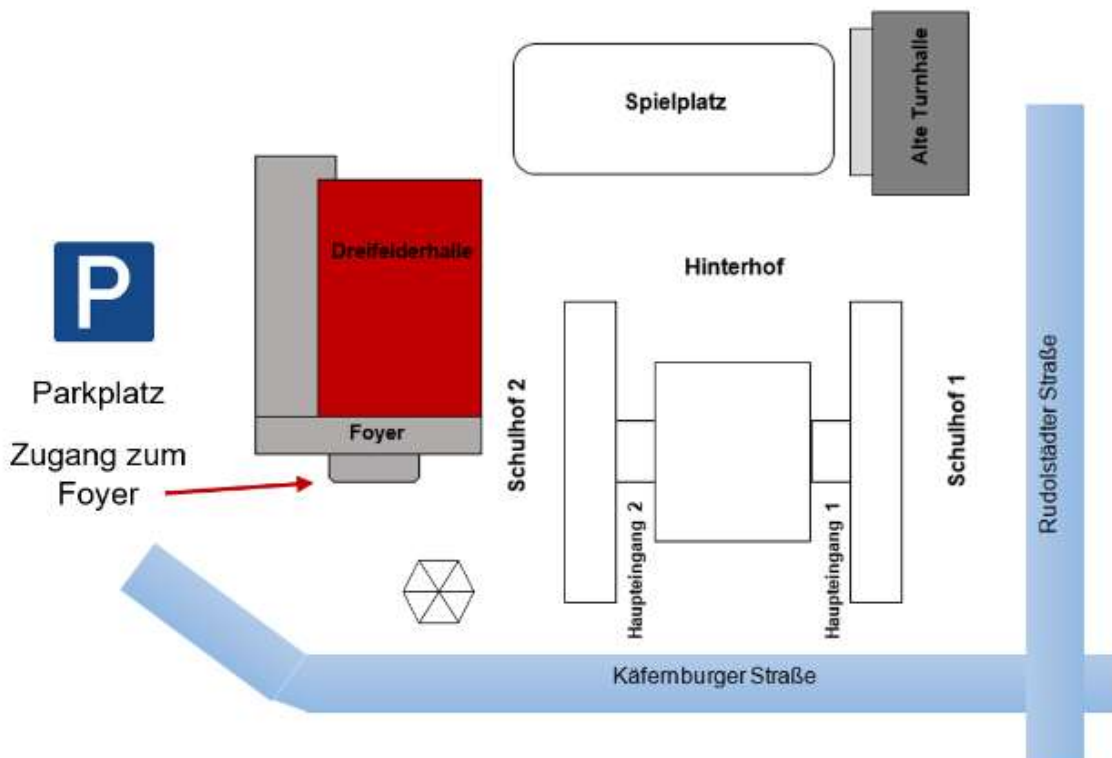 Spielplatz
Alte Turnhalle
Dreifelderhalle
Hinterhof
P
Parkplatz
Foyer
Zugang zum
Foyer
Schulhof 2
Haupteingang 2
Haupteingang 1
Schulhof 1
Rudolstädter Straße
Käfernburger Straße